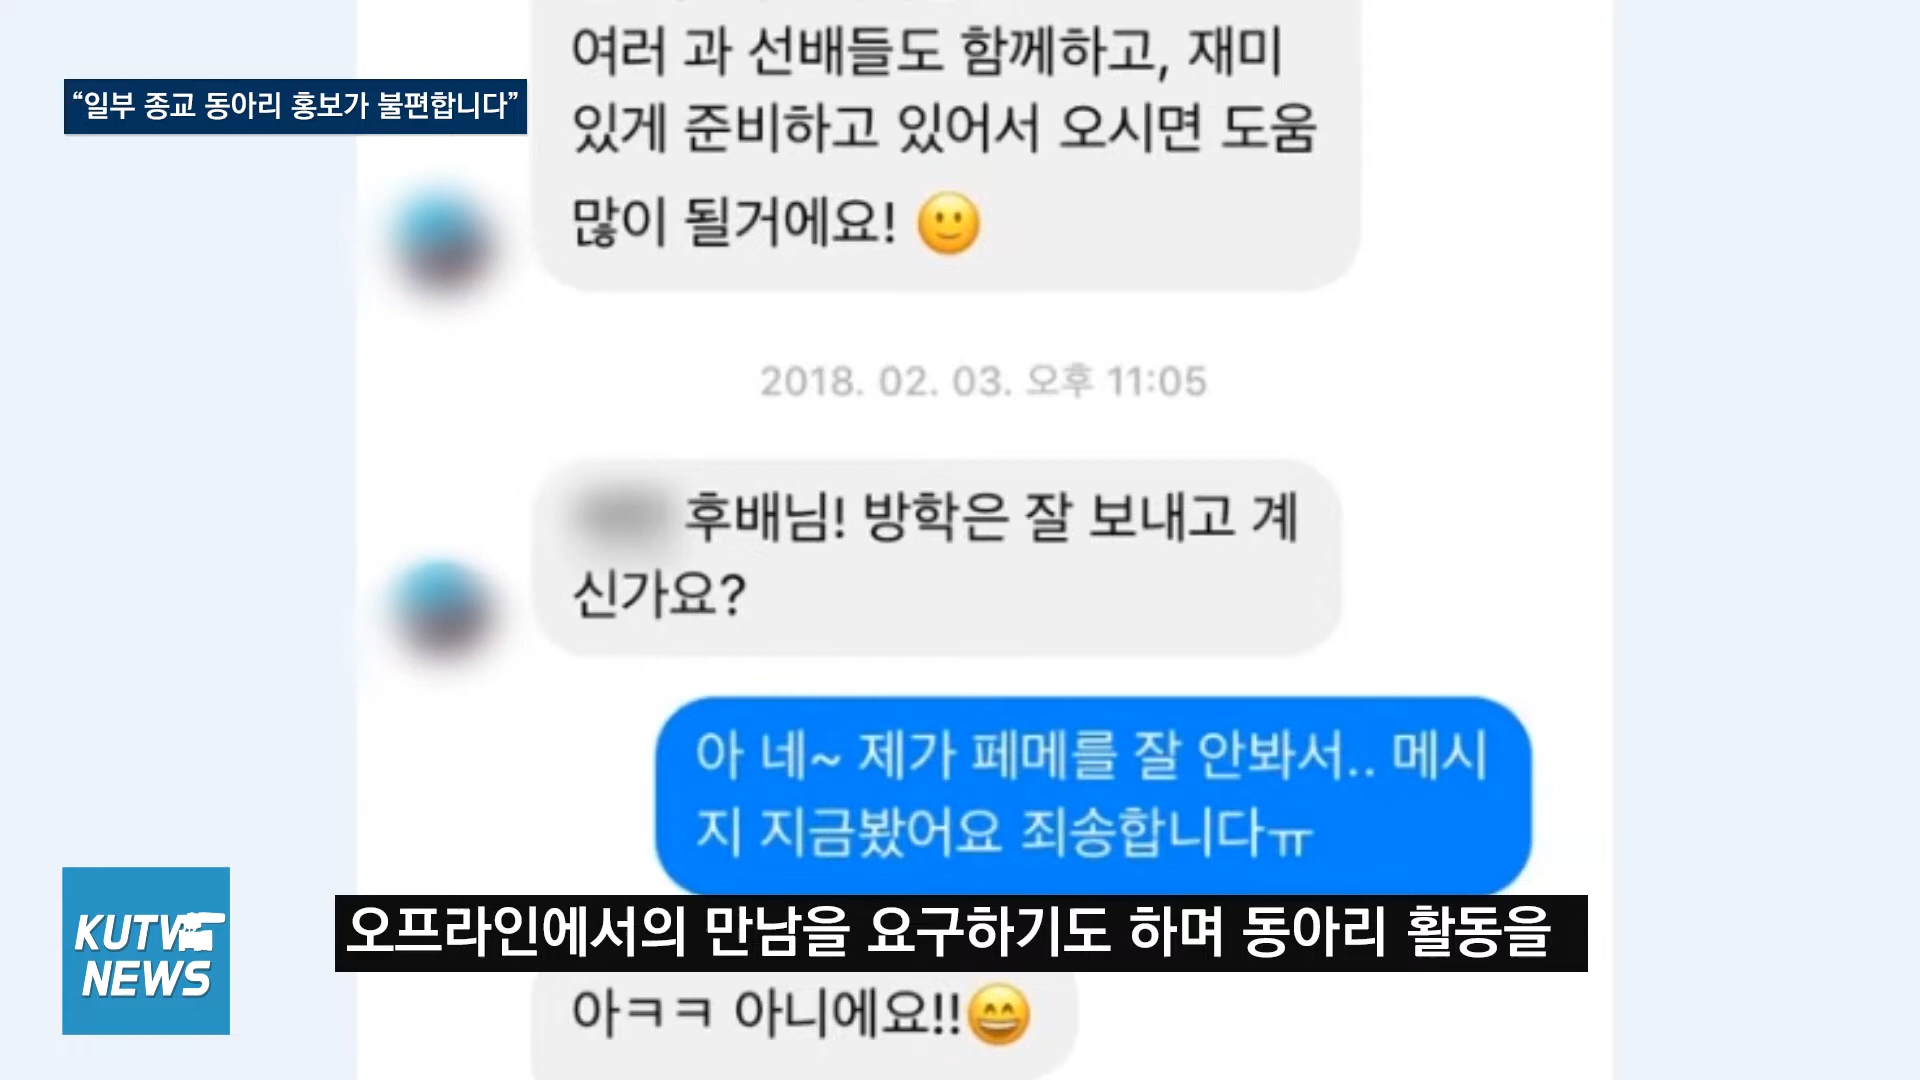 여러 과 선배들도 함께하고, 재미
“일부 종교 동아리 홍보가 불편합니다”
있게 준비하고 있어서 오시면 도움
많이 될거에요! 🙂
2018. 02. 03. 오후 11:05
후배님! 방학은 잘 보내고 계
신가요?
아 네~ 제가 페메를 잘 안봐서.. 메시
지 지금봤어요 죄송합니다ㅠ
KUTV
NEWS
오프라인에서의 만남을 요구하기도 하며 동아리 활동을
아ㅋㅋ 아니에요!!😄